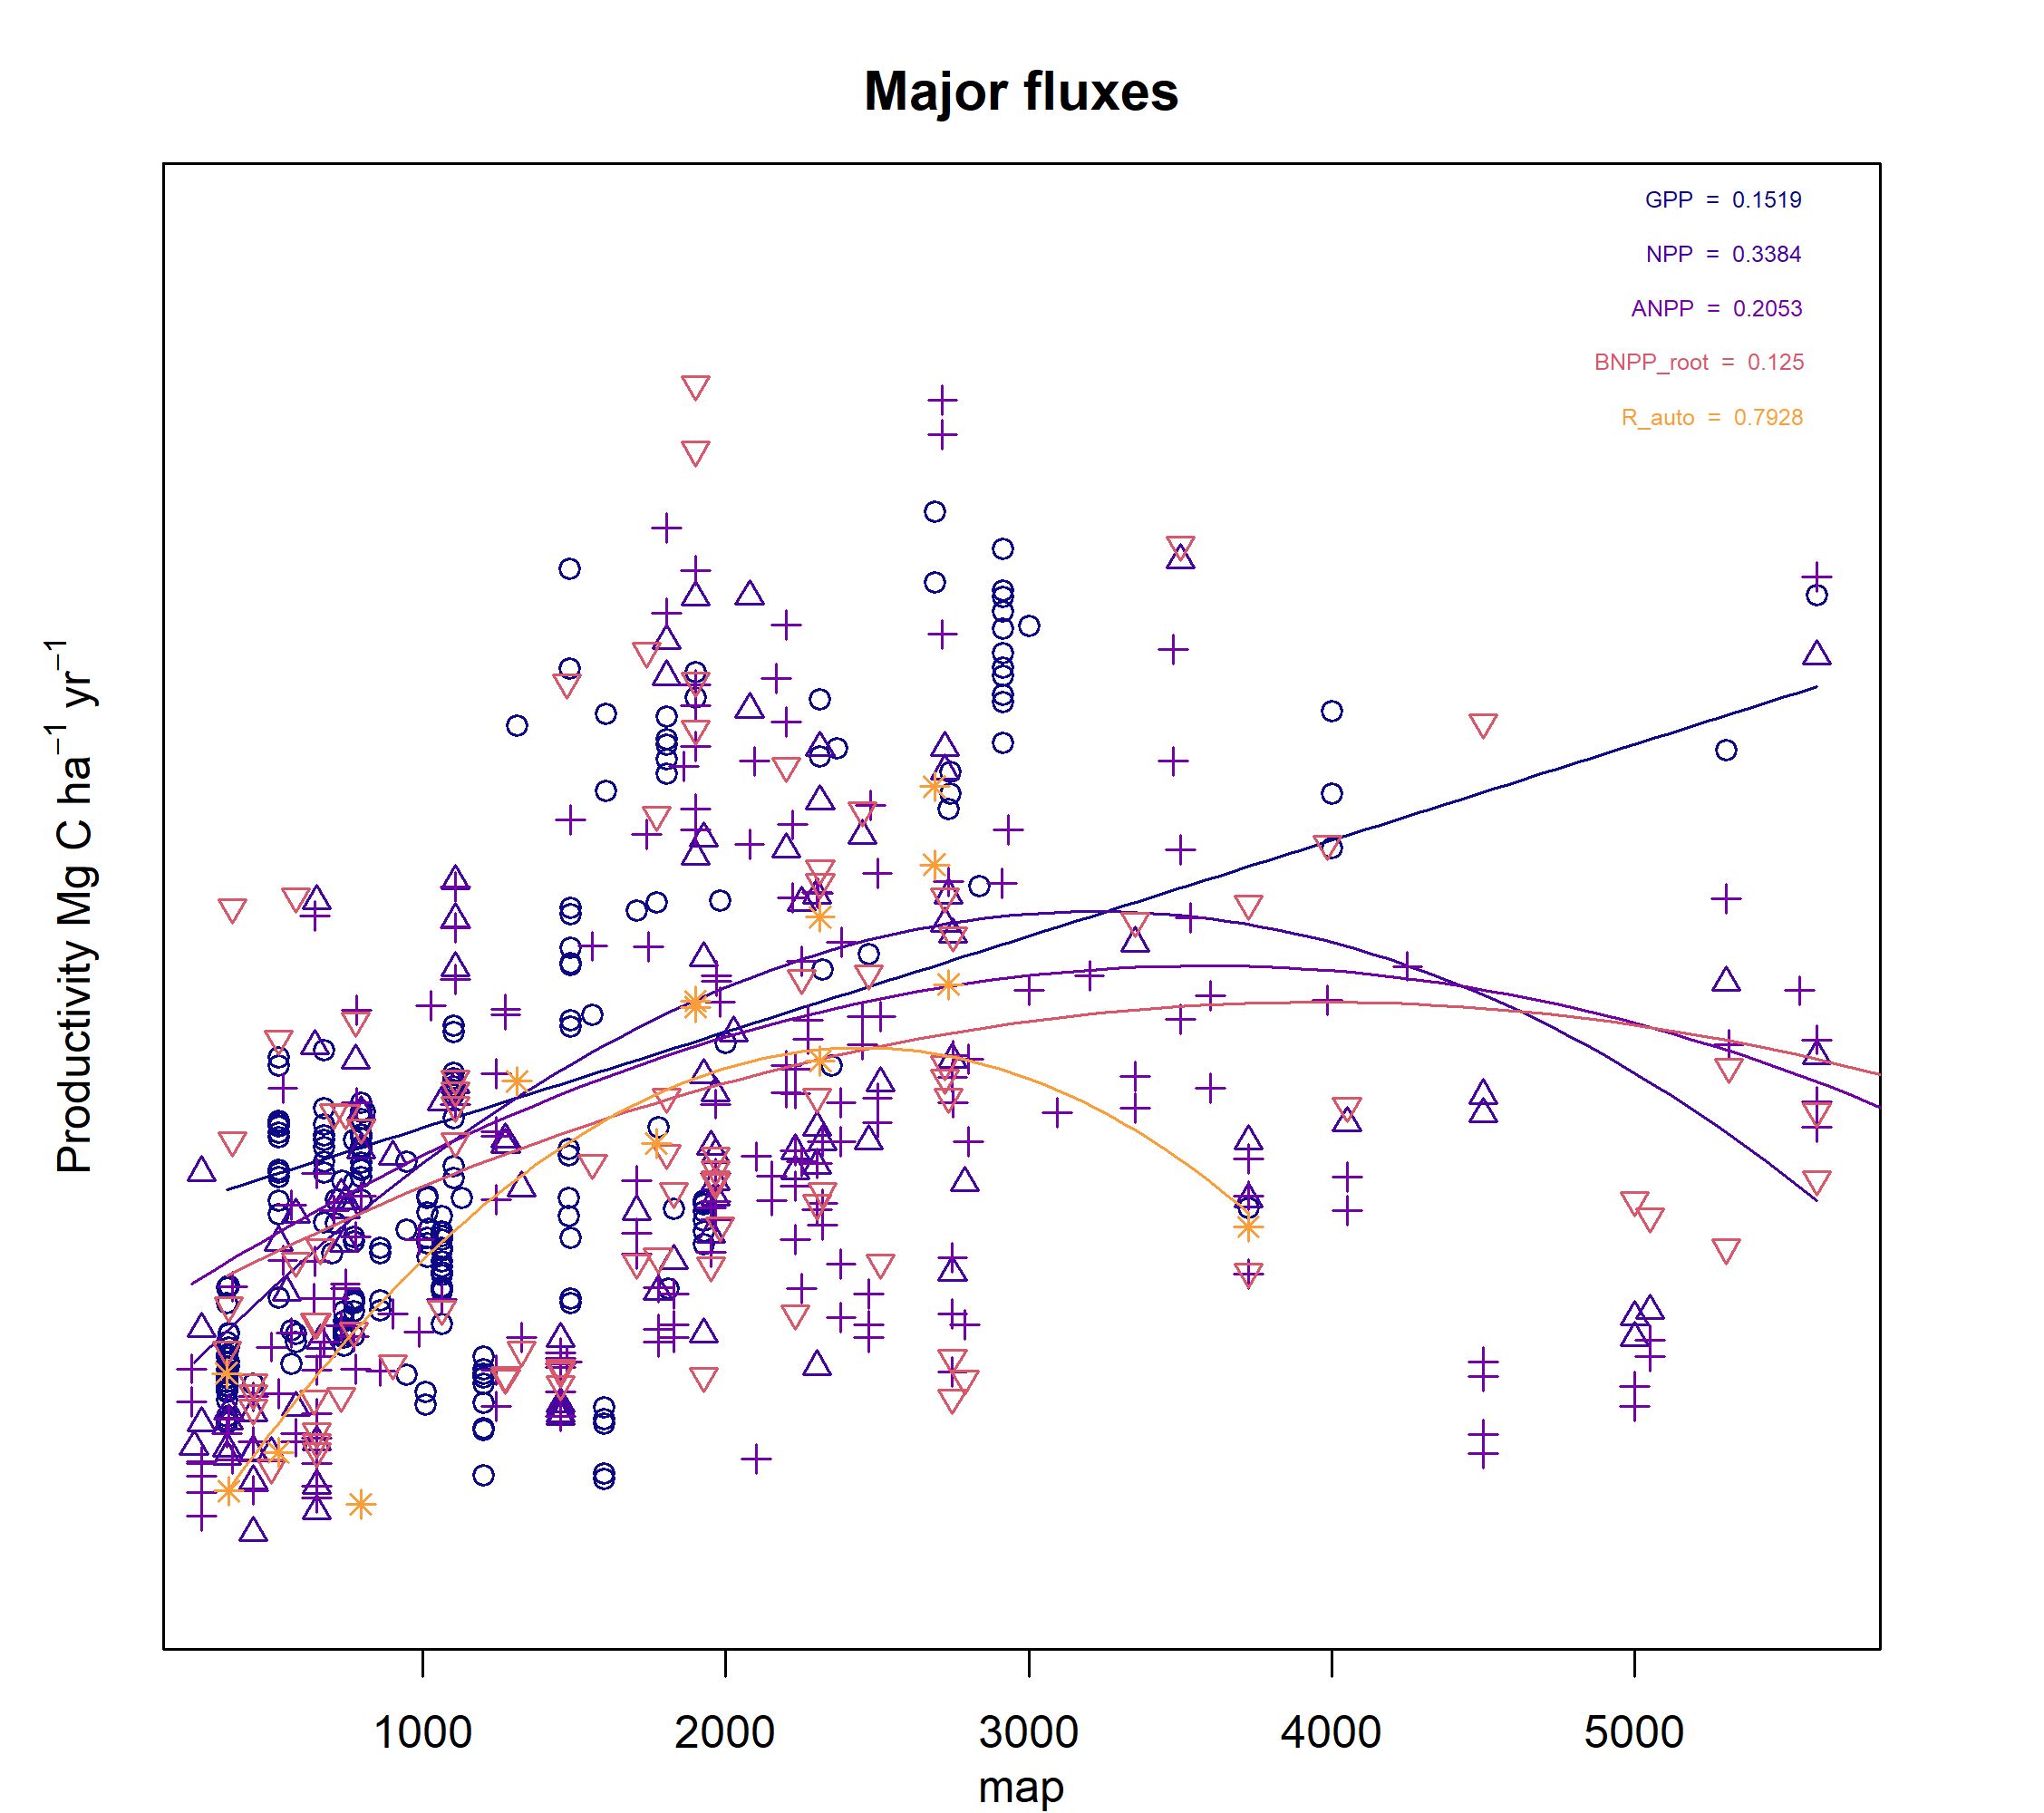 Major fluxes
GPP = 0.1519
NPP = 0.3384
ANPP = 0.2053
BNPP_root = 0.125
R_auto = 0.7928
Productivity Mg C ha⁻¹ yr⁻¹
1000 2000 3000 4000 5000
map